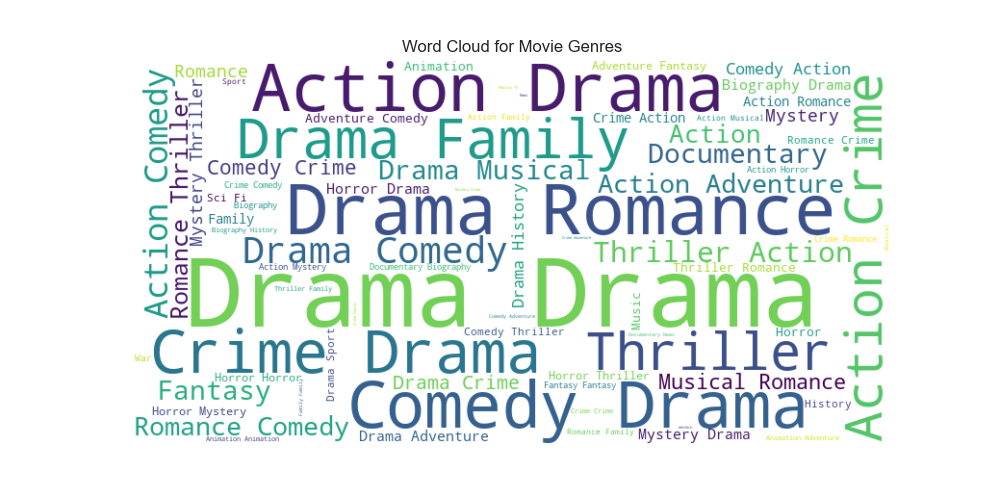 Word Cloud for Movie Genres
Romance
Sport
Action Drama
Animation
Adventure Fantasy
Comedy Action
Biography Drama
Action Romance
Action Comedy
Romance Thriller
Mystery Thriller
Adventure Comedy
Action Family
Crime Action
Action Musical
Mystery
Drama Family
Action
Documentary
Romance Crime
Action Crime
Comedy Crime
Drama Musical
Action Horror
Action Adventure
Crime Comedy
Horror Drama
Sci Fi
Biography
Family
Biography History
Drama Romance
Drama History
Crime Romance
Musical
Drama Comedy
Thriller Action
Action Mystery
Documentary Biography
Thriller Romance
Drama Drama
Thriller Family
Music
Comedy Adventure
Crime Drama
Drama Sport
Comedy Thriller
Documentary News
Thriller
Horror
War
Fantasy
Horror Horror
Family Family
Drama Crime
Horror Thriller
Fantasy Fantasy
Musical Romance
Horror Mystery
Comedy Drama
Crime Crime
History
Romance Comedy
Animation Animation
Drama Adventure
Romance Family
Mystery Drama
Animation Adventure